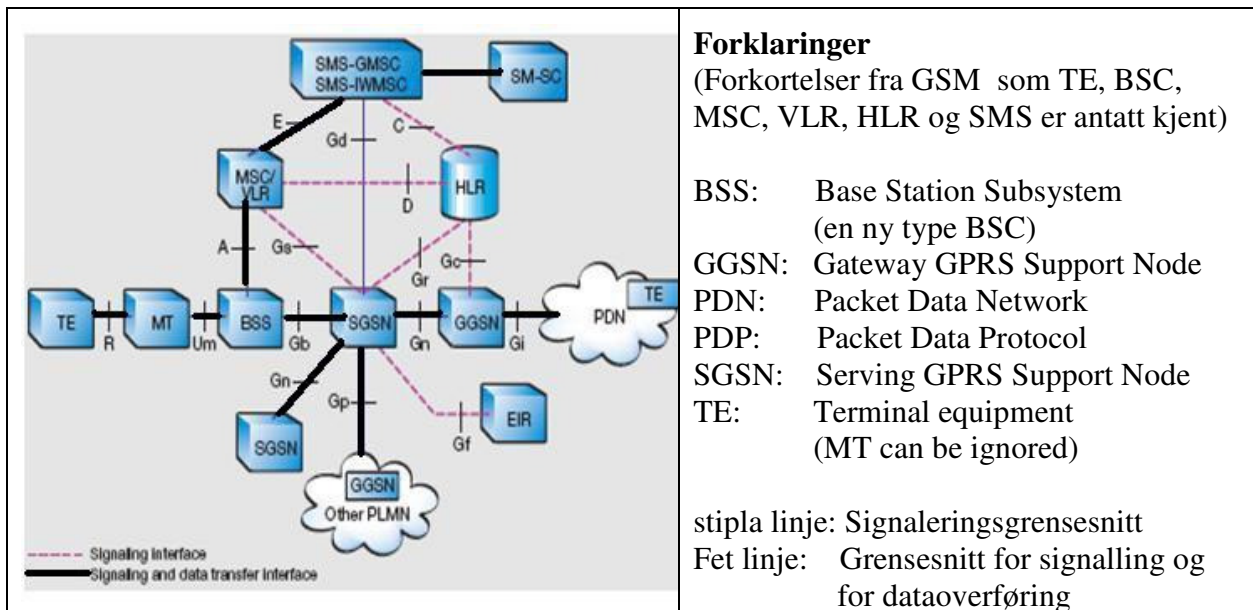 SMS-GMSC
SMS-IWMSC
SM-SC
E
Gd
C
MSC/
VLR
HLR
D
A
Gs
Gr
Gc
TE
PDN
TE
MT
BSS
SGSN
GGSN
R
Um
Gb
Gn
Gi
Gn
Gp
SGSN
EIR
Gf
GGSN
Other PLMN
Signaling interface
Signaling and data transfer interface
Forklaringer
(Forkortelser fra GSM som TE, BSC,
MSC, VLR, HLR og SMS er antatt kjent)
BSS: Base Station Subsystem
(en ny type BSC)
GGSN: Gateway GPRS Support Node
PDN: Packet Data Network
PDP: Packet Data Protocol
SGSN: Serving GPRS Support Node
TE: Terminal equipment
(MT can be ignored)
stipla linje: Signaleringsgrensesnitt
Fet linje: Grensesnitt for signalling og
for dataoverføring